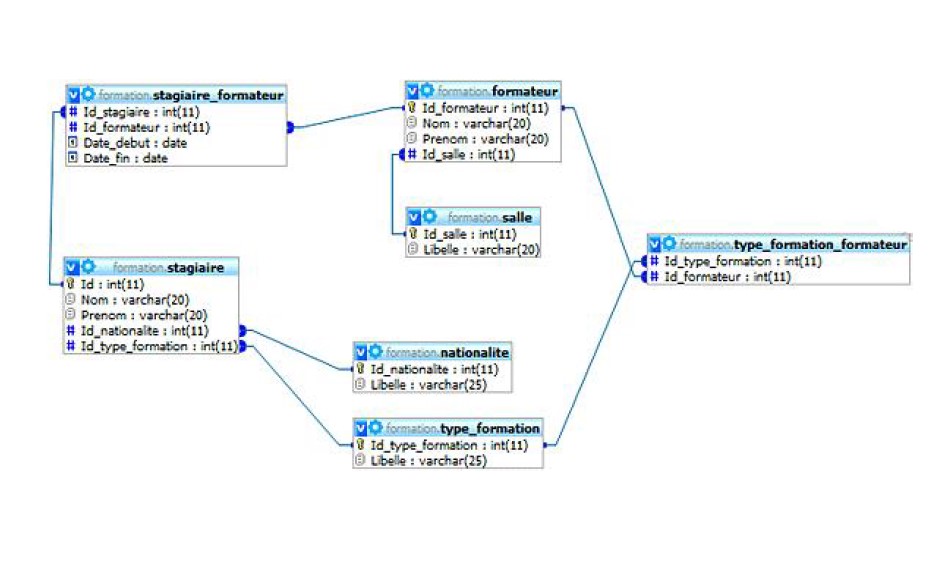 formation.stagiaire_formateur
# Id_stagiaire : int(11)
# Id_formateur : int(11)
Date_debut : date
Date_fin : date
formation.formateur
Id_formateur : int(11)
Nom : varchar(20)
Prenom : varchar(20)
# Id_salle : int(11)
formation.salle
Id_salle : int(11)
Libelle : varchar(20)
formation.type_formation_formateur
# Id_type_formation : int(11)
# Id_formateur : int(11)
formation.stagiaire
Id : int(11)
Nom : varchar(20)
Prenom : varchar(20)
# Id_nationalite : int(11)
# Id_type_formation : int(11)
formation.nationalite
Id_nationalite : int(11)
Libelle : varchar(25)
formation.type_formation
Id_type_formation : int(11)
Libelle : varchar(25)